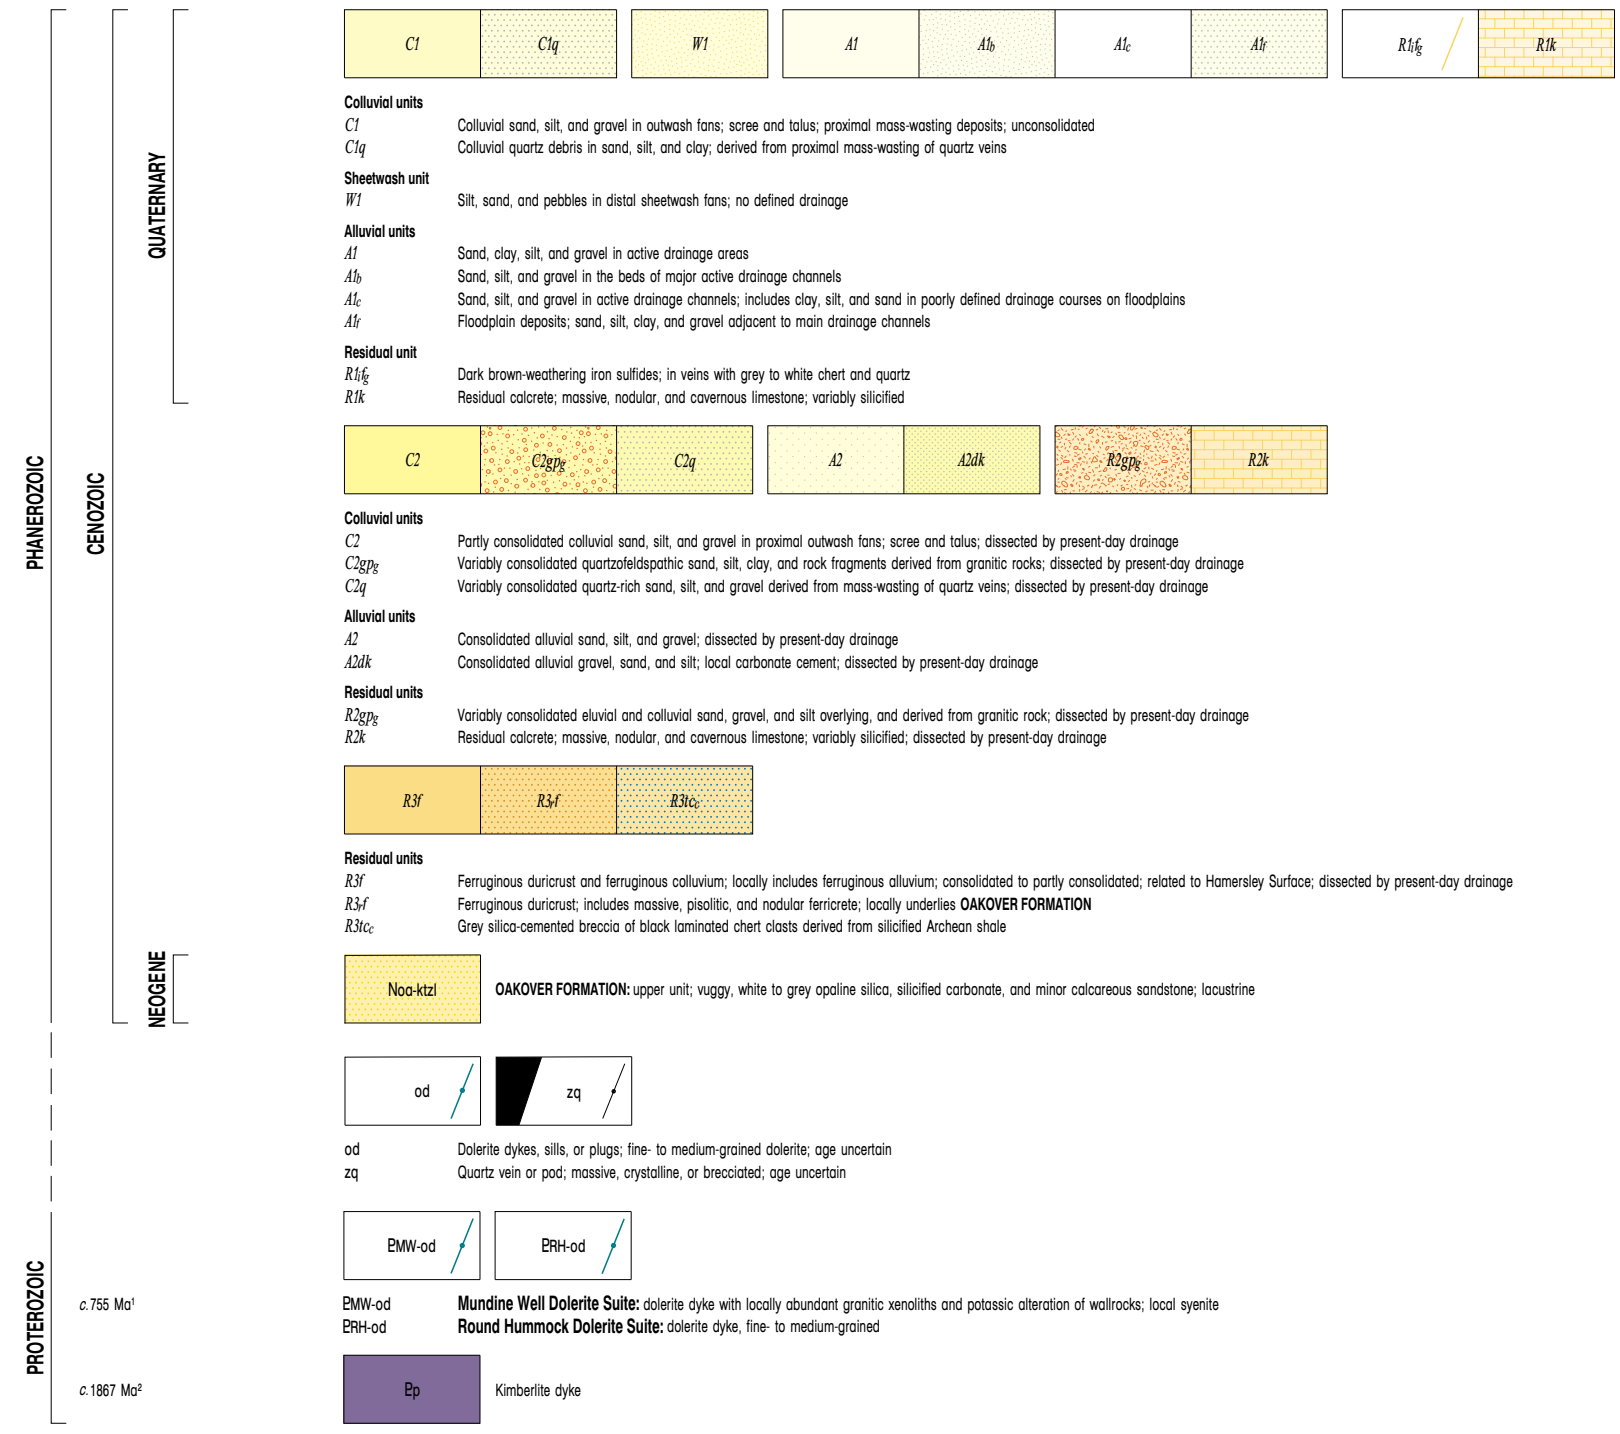 C1 C1q W1 A1 A1b A1c A1f R1ifg R1k
Colluvial units
C1 Colluvial sand, silt, and gravel in outwash fans; scree and talus; proximal mass-wasting deposits; unconsolidated
C1q Colluvial quartz debris in sand, silt, and clay; derived from proximal mass-wasting of quartz veins
QUATERNARY
Sheetwash unit
W1 Silt, sand, and pebbles in distal sheetwash fans; no defined drainage
Alluvial units
A1 Sand, clay, silt, and gravel in active drainage areas
A1b Sand, silt, and gravel in the beds of major active drainage channels
A1c Sand, silt, and gravel in active drainage channels; includes clay, silt, and sand in poorly defined drainage courses on floodplains
A1f Floodplain deposits; sand, silt, clay, and gravel adjacent to main drainage channels
Residual unit
R1ifg Dark brown-weathering iron sulfides; in veins with grey to white chert and quartz
R1k Residual calcrete; massive, nodular, and cavernous limestone; variably silicified
C2 C2gpg C2q A2 A2dk R2gpg R2k
PHANEROZOIC
CENOZOIC
Colluvial units
C2 Partly consolidated colluvial sand, silt, and gravel in proximal outwash fans; scree and talus; dissected by present-day drainage
C2gpg Variably consolidated quartzofeldspathic sand, silt, clay, and rock fragments derived from granitic rocks; dissected by present-day drainage
C2q Variably consolidated quartz-rich sand, silt, and gravel derived from mass-wasting of quartz veins; dissected by present-day drainage
Alluvial units
A2 Consolidated alluvial sand, silt, and gravel; dissected by present-day drainage
A2dk Consolidated alluvial gravel, sand, and silt; local carbonate cement; dissected by present-day drainage
Residual units
R2gpg Variably consolidated eluvial and colluvial sand, gravel, and silt overlying, and derived from granitic rock; dissected by present-day drainage
R2k Residual calcrete; massive, nodular, and cavernous limestone; variably silicified; dissected by present-day drainage
R3f R3rf R3tcc
Residual units
R3f Ferruginous duricrust and ferruginous colluvium; locally includes ferruginous alluvium; consolidated to partly consolidated; related to Hamersley Surface; dissected by present-day drainage
R3rf Ferruginous duricrust; includes massive, pisolitic, and nodular ferricrete; locally underlies OAKOVER FORMATION
R3tcc Grey silica-cemented breccia of black laminated chert clasts derived from silicified Archean shale
NEOGENE
Noa-ktzl OAKOVER FORMATION: upper unit; vuggy, white to grey opaline silica, silicified carbonate, and minor calcareous sandstone; lacustrine
od zq
od Dolerite dykes, sills, or plugs; fine- to medium-grained dolerite; age uncertain
zq Quartz vein or pod; massive, crystalline, or brecciated; age uncertain
PROTEROZOIC
ⱣMW-od ⱣRH-od
c. 755 Ma¹ ⱣMW-od Mundine Well Dolerite Suite: dolerite dyke with locally abundant granitic xenoliths and potassic alteration of wallrocks; local syenite
ⱣRH-od Round Hummock Dolerite Suite: dolerite dyke, fine- to medium-grained
c. 1867 Ma² Ᵽp Kimberlite dyke